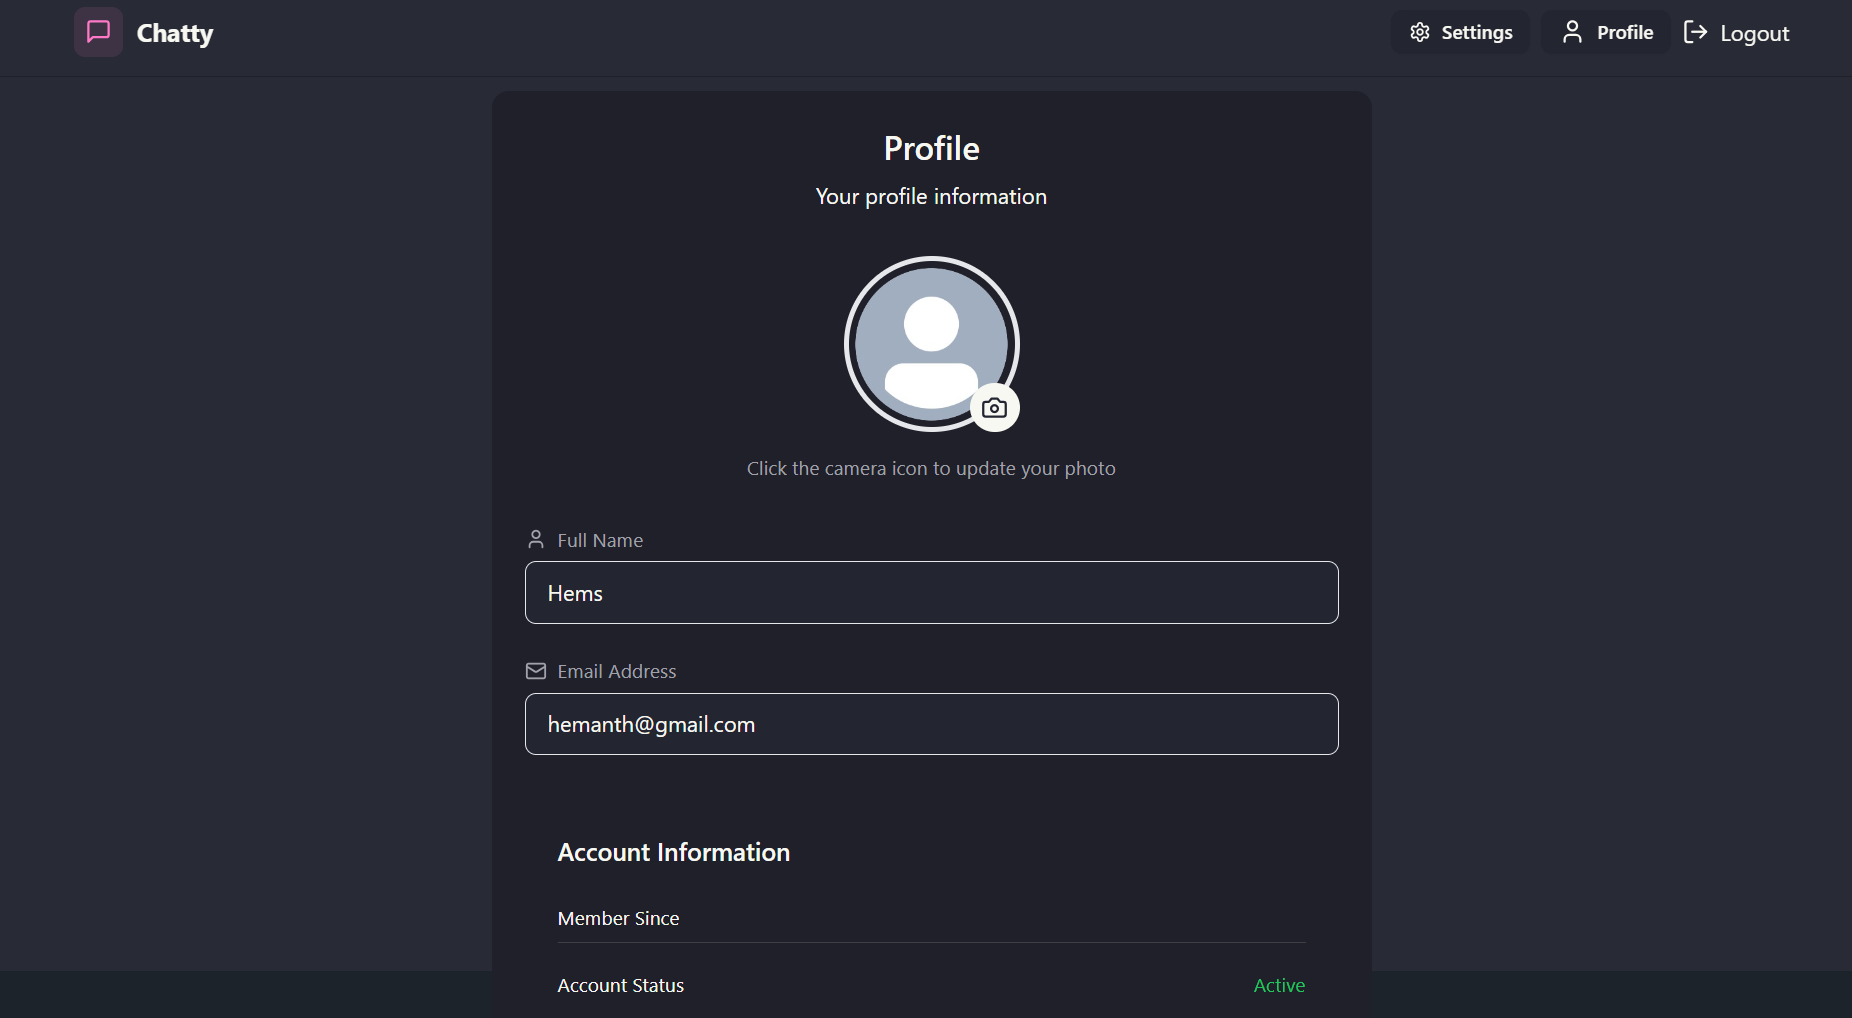 Chatty
Settings Profile Logout
Profile
Your profile information
Click the camera icon to update your photo
Full Name
Hems
Email Address
hemanth@gmail.com
Account Information
Member Since
Account Status Active